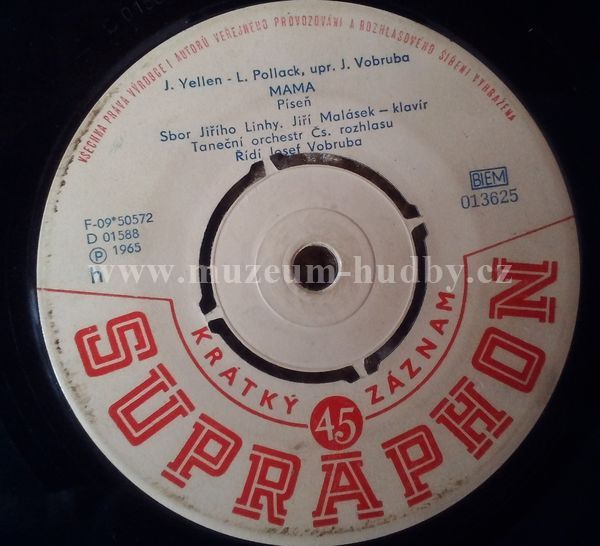 VŠECHNA PRÁVA VÝROBCE I AUTORŮ VEŘEJNÉHO PROVOZOVÁNÍ A ROZHLASOVÉHO ŠÍŘENÍ VYHRAZENA
J. Yellen - L. Pollack, upr. J. Vobruba
MAMA
Píseň
Sbor Jiřího Linhy, Jiří Malásek – klavír
Taneční orchestr Čs. rozhlasu
Řídí Josef Vobruba
F-09*50572
D 01588
Ⓟ 1965
h
BIEM
013625
www.muzeum-hudby.cz
KRÁTKÝ 45 ZÁZNAM
SUPRAPHON